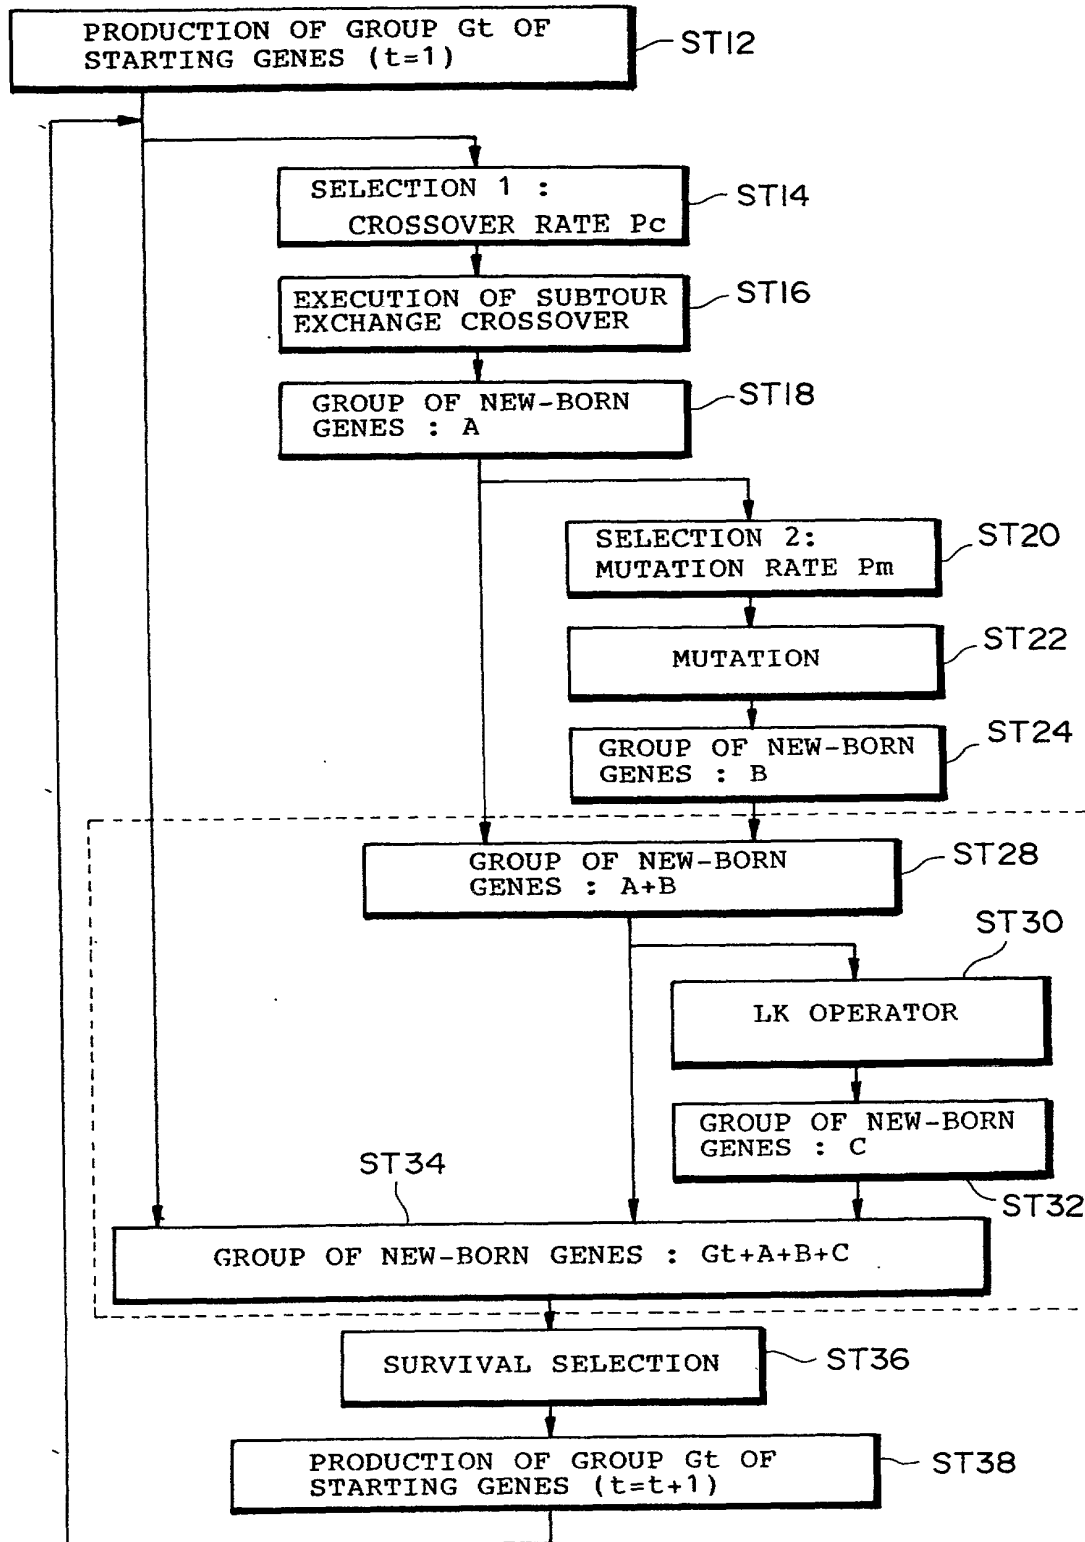 PRODUCTION OF GROUP Gt OF
STARTING GENES (t=1)
ST12
SELECTION 1 :
CROSSOVER RATE Pc
ST14
EXECUTION OF SUBTOUR
EXCHANGE CROSSOVER
ST16
GROUP OF NEW-BORN
GENES : A
ST18
SELECTION 2:
MUTATION RATE Pm
ST20
MUTATION
ST22
GROUP OF NEW-BORN
GENES : B
ST24
GROUP OF NEW-BORN
GENES : A+B
ST28
ST30
LK OPERATOR
GROUP OF NEW-BORN
GENES : C
ST32
ST34
GROUP OF NEW-BORN GENES : Gt+A+B+C
SURVIVAL SELECTION
ST36
PRODUCTION OF GROUP Gt OF
STARTING GENES (t=t+1)
ST38